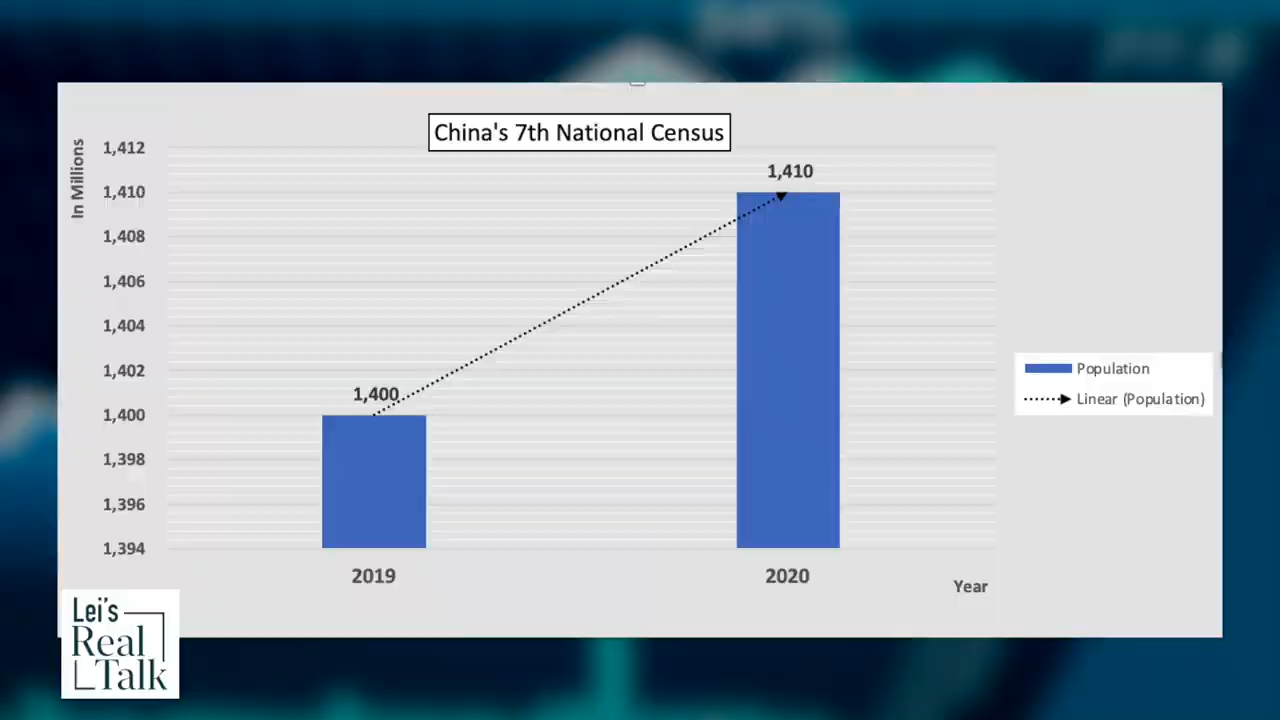 China's 7th National Census
In Millions
1,412
1,410
1,408
1,406
1,404
1,402
1,400
1,398
1,396
1,394
1,400
1,410
2019
2020
Year
Population
Linear (Population)
Lei's
Real
Talk